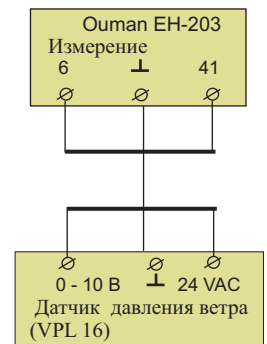 Ouman EH-203
Измерение
6 ⊥ 41
0 - 10 В ⊥ 24 VAC
Датчик давления ветра
(VPL 16)